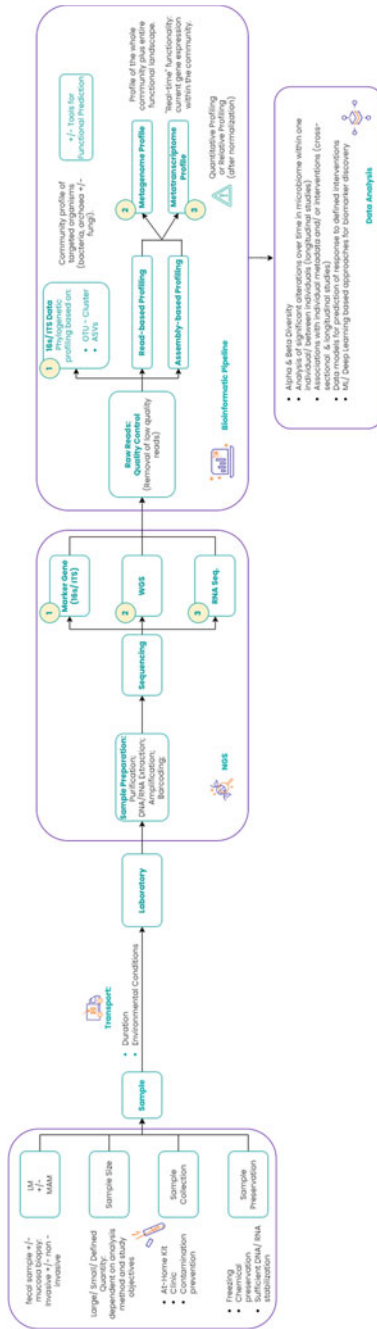 fecal sample +/-
mucosa biopsy:
Invasive +/- non -
invasive
LM
+/-
MAM
Large/ Small/ Defined
Quantity:
dependent on analysis
method and study
objectives
Sample Size
At-Home Kit
Clinic
Contamination
prevention
Sample
Collection
Freezing
Chemical
preservation
Sufficient DNA/ RNA
stabilization
Sample
Preservation
Sample
Transport:
Duration
Environmental Conditions
Laboratory
Sample Preparation:
Purification;
DNA/RNA Extraction;
Amplification;
Barcoding;
Sequencing
1
Marker Gene
(16s/ ITS)
2
WGS
3
RNA Seq.
NGS
Raw Reads:
Quality Control
(Removal of low quality
reads)
1
16s/ ITS Data
Phylogenetic
profiling based on:
OTU - Cluster
ASVs
Community profile of
targeted organisms
(bacteria, archaea +/-
fungi).
+/- Tools for
Functional Prediction
Read-based Profiling
Assembly-based Profiling
2
Metagenome Profile
Profile of the whole
community plus entire
functional landscape.
Metatranscriptome
Profile
3
"Real-time" functionality:
current gene expression
within the community.
Quantitative Profiling
or Relative Profiling
(after normalization)
Bioinformatic Pipeline
Alpha & Beta Diversity
Analysis of significant alterations over time in microbiome within one
individual/ between individuals (longitudinal studies)
Associations with individual metadata and/ or interventions (cross-
sectional & longitudinal studies)
Data models for prediction of response to defined interventions
ML/ Deep Learning based approaches for biomarker discovery
Data Analysis